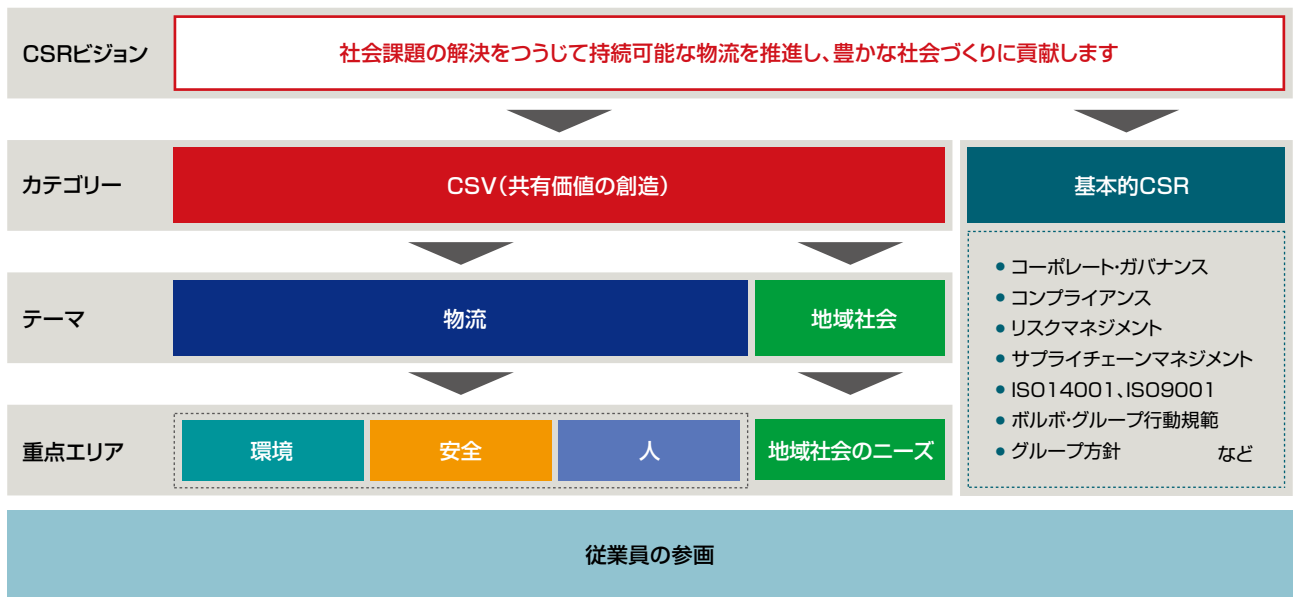 CSRビジョン
社会課題の解決をつうじて持続可能な物流を推進し、豊かな社会づくりに貢献します
カテゴリー
CSV(共有価値の創造)
基本的CSR
テーマ
物流
地域社会
重点エリア
環境
安全
人
地域社会のニーズ
• コーポレート・ガバナンス
• コンプライアンス
• リスクマネジメント
• サプライチェーンマネジメント
• ISO14001、ISO9001
• ボルボ・グループ行動規範
• グループ方針 など
従業員の参画